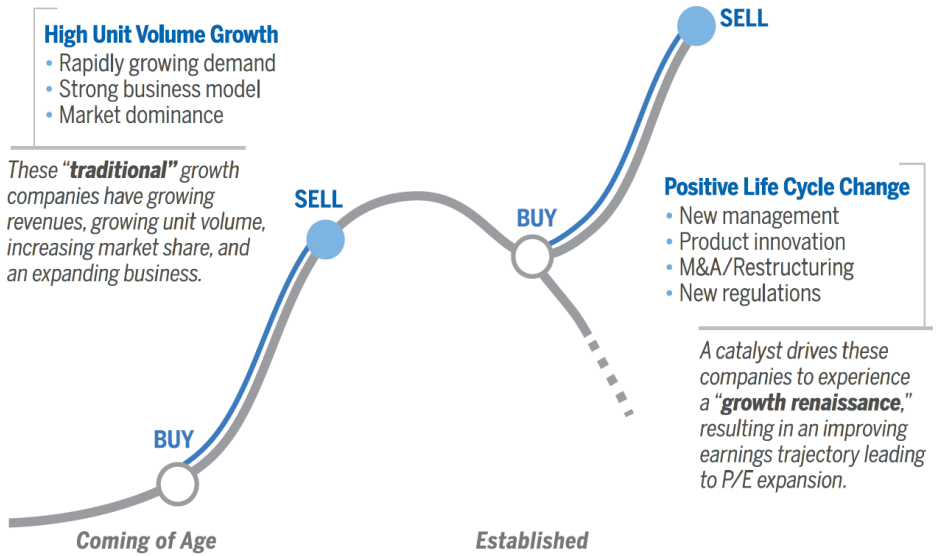 High Unit Volume Growth
• Rapidly growing demand
• Strong business model
• Market dominance
These “traditional” growth
companies have growing
revenues, growing unit volume,
increasing market share, and
an expanding business.
SELL
BUY
SELL
BUY
Positive Life Cycle Change
• New management
• Product innovation
• M&A/Restructuring
• New regulations
A catalyst drives these
companies to experience
a “growth renaissance,”
resulting in an improving
earnings trajectory leading
to P/E expansion.
Coming of Age
Established